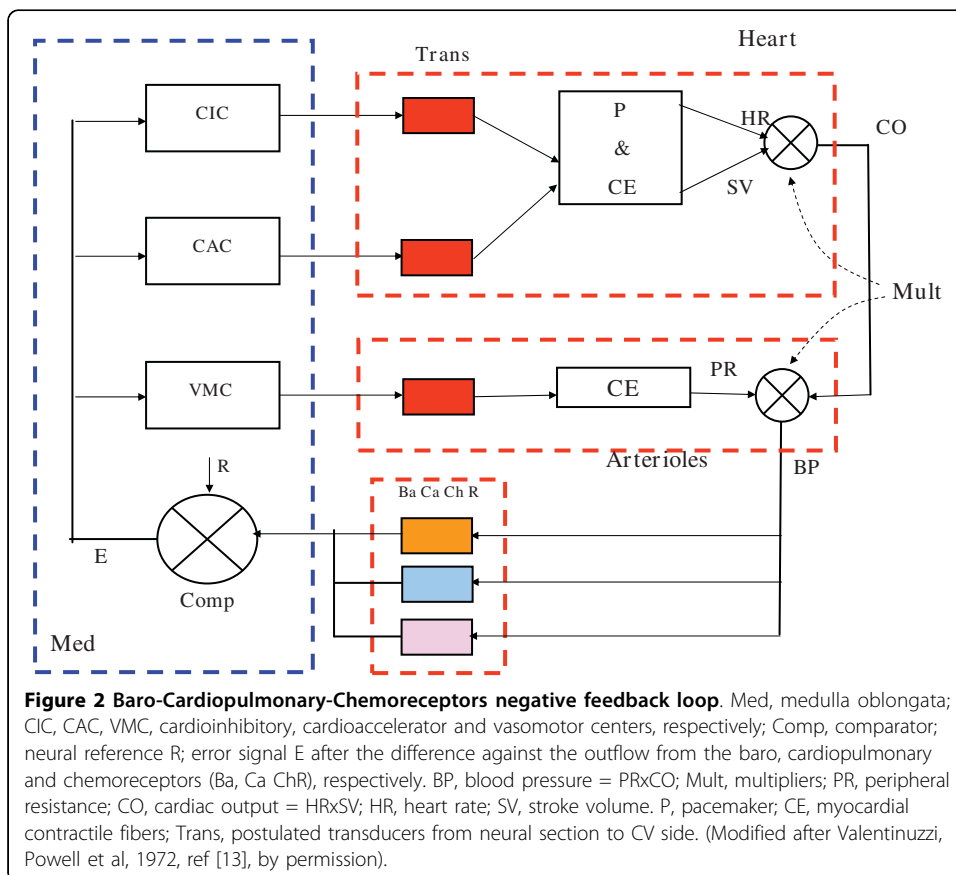 Heart
Trans
CIC
P
&
CE
HR
SV
CO
CAC
Mult
VMC
CE
PR
Arterioles
BP
R
Ba Ca Ch R
E
Comp
Med
Figure 2 Baro-Cardiopulmonary-Chemoreceptors negative feedback loop. Med, medulla oblongata;
CIC, CAC, VMC, cardioinhibitory, cardioaccelerator and vasomotor centers, respectively; Comp, comparator;
neural reference R; error signal E after the difference against the outflow from the baro, cardiopulmonary
and chemoreceptors (Ba, Ca ChR), respectively. BP, blood pressure = PRxCO; Mult, multipliers; PR, peripheral
resistance; CO, cardiac output = HRxSV; HR, heart rate; SV, stroke volume. P, pacemaker; CE, myocardial
contractile fibers; Trans, postulated transducers from neural section to CV side. (Modified after Valentinuzzi,
Powell et al, 1972, ref [13], by permission).